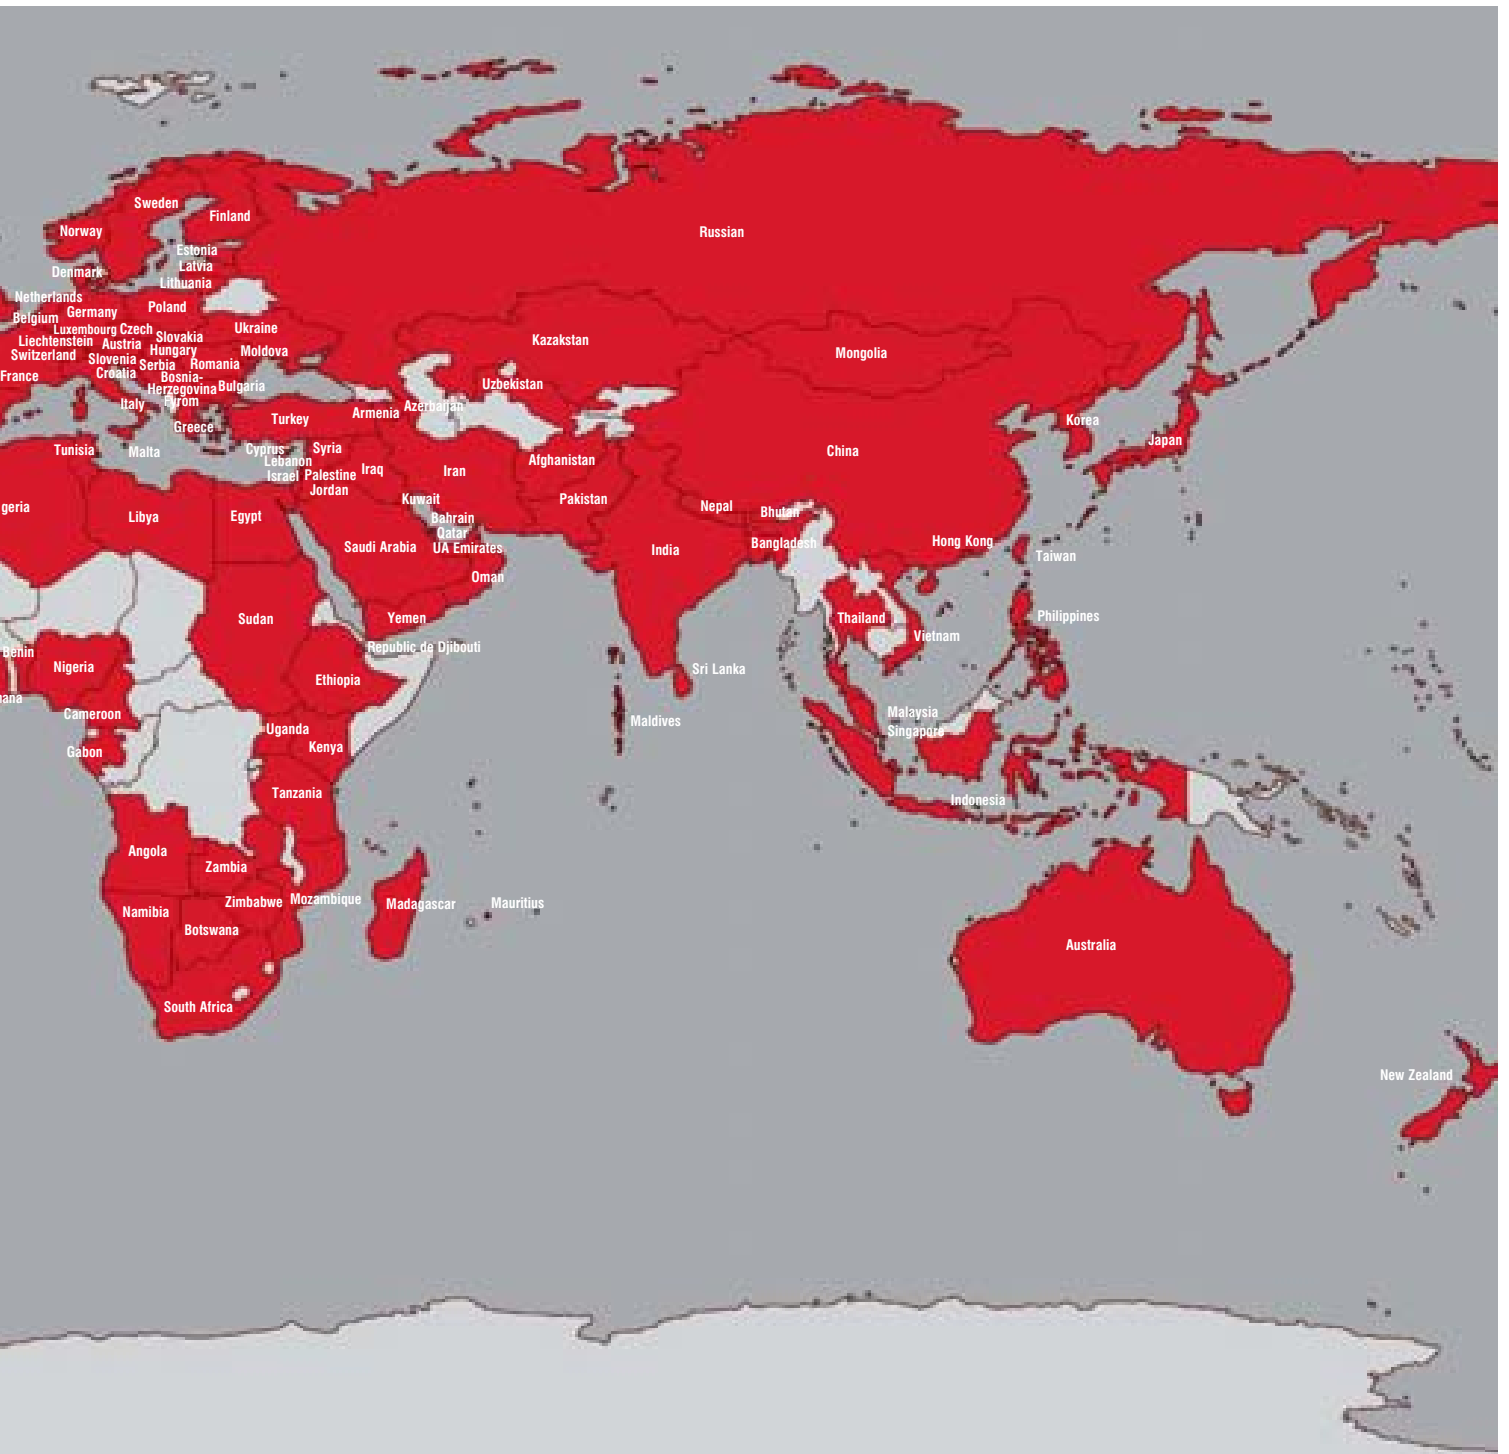 Sweden
Finland
Norway
Russian
Estonia
Latvia
Denmark
Lithuania
Netherlands
Poland
Germany
Belgium
Luxembourg Czech
Ukraine
Slovakia
Liechtenstein
Austria
Hungary
Moldova
Kazakstan
Mongolia
Switzerland
Slovenia
Serbia
Romania
France
Croatia
Bosnia-
Herzegovina
Bulgaria
Uzbekistan
Italy
Fyrom
Armenia
Azerbaijan
Greece
Turkey
Korea
Japan
Tunisia
Malta
Cyprus
Syria
China
Lebanon
Israel
Palestine
Iraq
Iran
Afghanistan
Jordan
Kuwait
Pakistan
geria
Libya
Egypt
Nepal
Bhutan
Bahrain
Qatar
Saudi Arabia
UA Emirates
India
Bangladesh
Hong Kong
Taiwan
Oman
Sudan
Yemen
Thailand
Philippines
Vietnam
Republic de Djibouti
Benin
Nigeria
Ethiopia
Sri Lanka
ana
Cameroon
Maldives
Malaysia
Singapore
Uganda
Kenya
Gabon
Tanzania
Indonesia
Angola
Zambia
Zimbabwe
Mozambique
Madagascar
Mauritius
Namibia
Botswana
Australia
South Africa
New Zealand